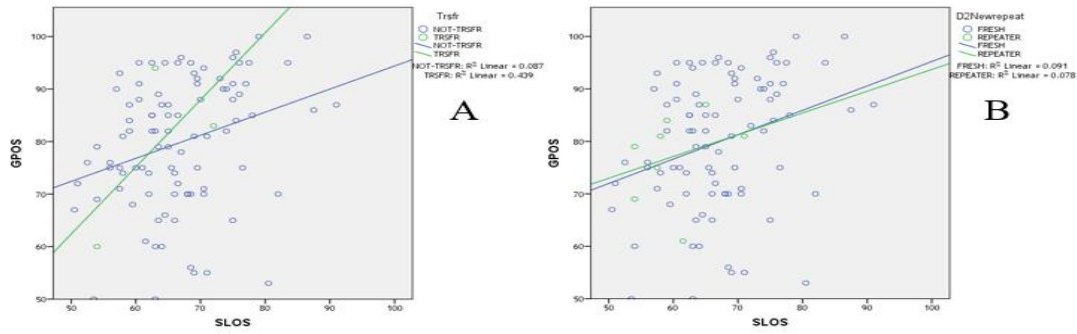 Trsfr
NOT-TRSFR
TRSFR
NOT-TRSFR
TRSFR
NOT-TRSFR: R² Linear = 0.087
TRSFR: R² Linear = 0.439
A
GPOS
100
90
80
70
60
50
50 60 70 80 90 100
SLOS
D2Newrepeat
FRESH
REPEATER
FRESH
REPEATER
FRESH: R² Linear = 0.091
REPEATER: R² Linear = 0.078
B
GPOS
100
90
80
70
60
50
50 60 70 80 90 100
SLOS